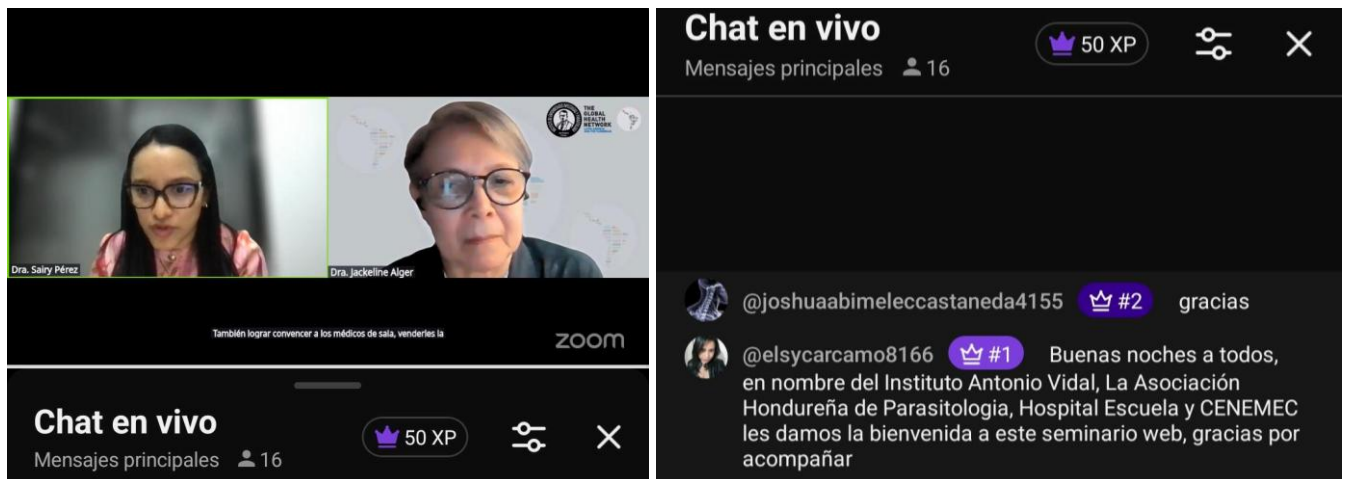 THE
GLOBAL
HEALTH
NETWORK
Dra. Sairy Pérez
Dra. Jackeline Alger
También lograr convencer a los médicos de sala, venderles la
zoom
Chat en vivo
50 XP
Mensajes principales 16
Chat en vivo
50 XP
Mensajes principales 16
@joshuaabimeleccastaneda4155 #2 gracias
@elsycarcamo8166 #1 Buenas noches a todos,
en nombre del Instituto Antonio Vidal, La Asociación
Hondureña de Parasitologia, Hospital Escuela y CENEMEC
les damos la bienvenida a este seminario web, gracias por
acompañar